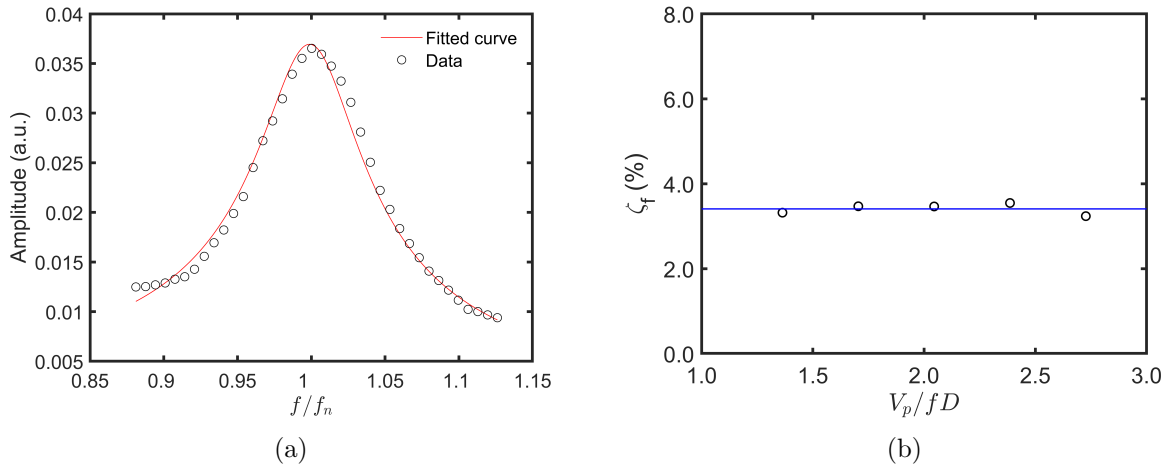 0.04
0.035
0.03
0.025
0.02
0.015
0.01
0.005
Amplitude (a.u.)
Fitted curve
Data
0.85 0.9 0.95 1 1.05 1.1 1.15
f/f_n
(a)
8.0
6.0
4.0
2.0
0.0
ζ_f (%)
1.0 1.5 2.0 2.5 3.0
V_p/fD
(b)